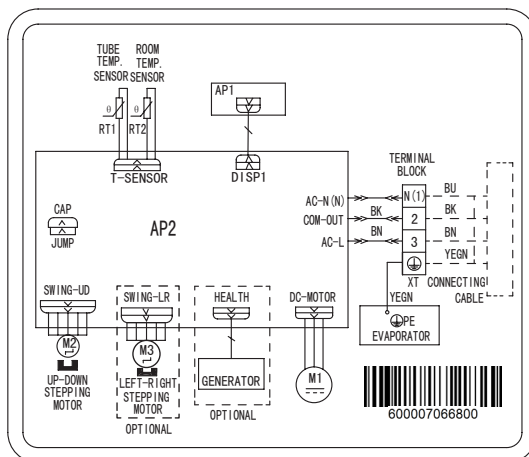 TUBE TEMP. SENSOR
ROOM TEMP. SENSOR
θ
θ
RT1
RT2
AP1
T-SENSOR
DISP1
CAP
JUMP
AP2
AC-N(N)
COM-OUT
AC-L
BK
BN
TERMINAL BLOCK
N(1)
2
3
XT
BU
BK
BN
YEGN
CONNECTING CABLE
YEGN
PE
EVAPORATOR
SWING-UD
M2
UP-DOWN STEPPING MOTOR
SWING-LR
M3
LEFT-RIGHT STEPPING MOTOR
OPTIONAL
HEALTH
GENERATOR
OPTIONAL
DC-MOTOR
M1
600007066800